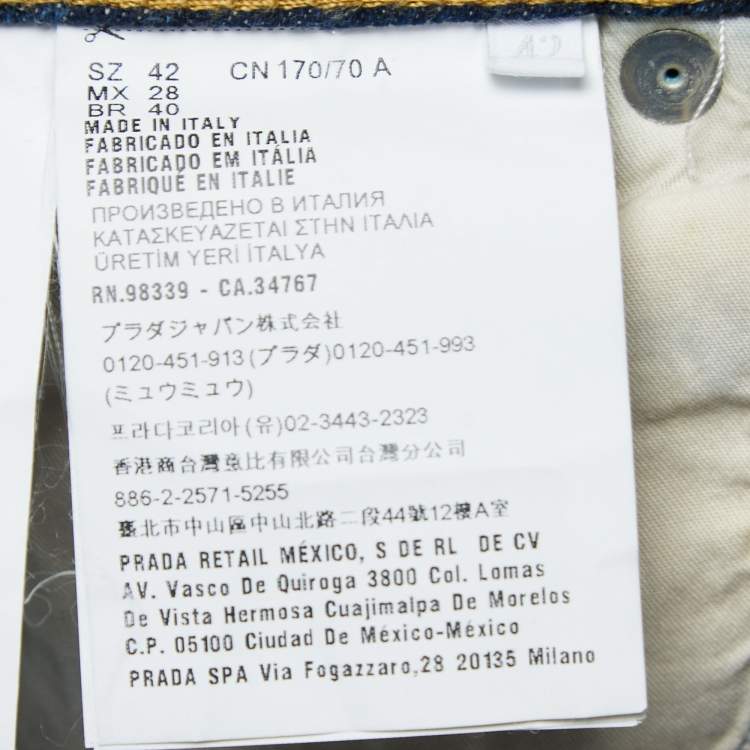 SZ 42 CN 170/70 A
MX 28
BR 40
MADE IN ITALY
FABRICADO EN ITALIA
FABRICADO EM ITÁLIA
FABRIQUÉ EN ITALIE
ПРОИЗВЕДЕНО В ИТАЛИЯ
ΚΑΤΑΣΚΕΥΑΖΕΤΑΙ ΣΤΗΝ ΙΤΑΛΙΑ
ÜRETİM YERİ İTALYA
RN.98339 - CA.34767
プラダジャパン株式会社
0120-451-913(プラダ)0120-451-993
(ミュウミュウ)
프라다코리아(유)02-3443-2323
香港商台灣意比有限公司台灣分公司
886-2-2571-5255
臺北市中山區中山北路二段44號12樓A室
PRADA RETAIL MÉXICO, S DE RL DE CV
AV. Vasco De Quiroga 3800 Col. Lomas
De Vista Hermosa Cuajimalpa De Morelos
C.P. 05100 Ciudad De México-México
PRADA SPA Via Fogazzaro,28 20135 Milano